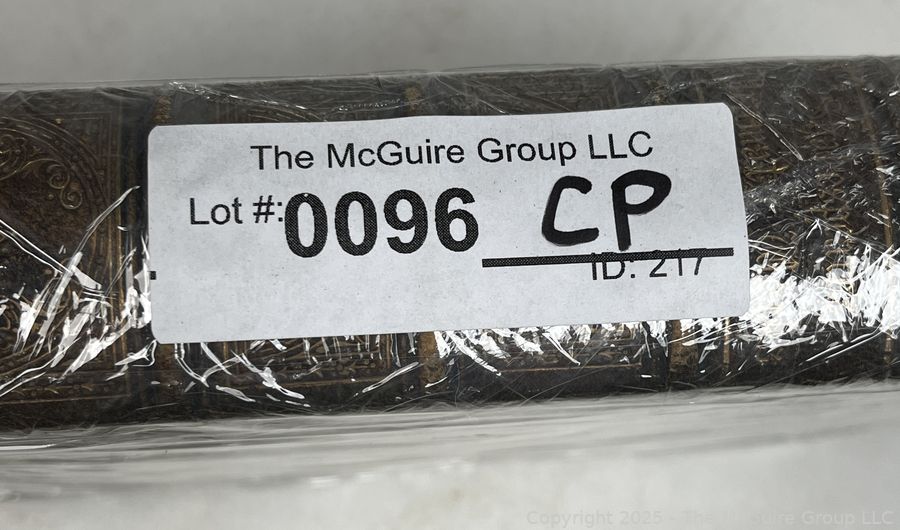 The McGuire Group LLC
Lot #: 0096 CP
ID: 217
Copyright 2025 - The McGuire Group LLC